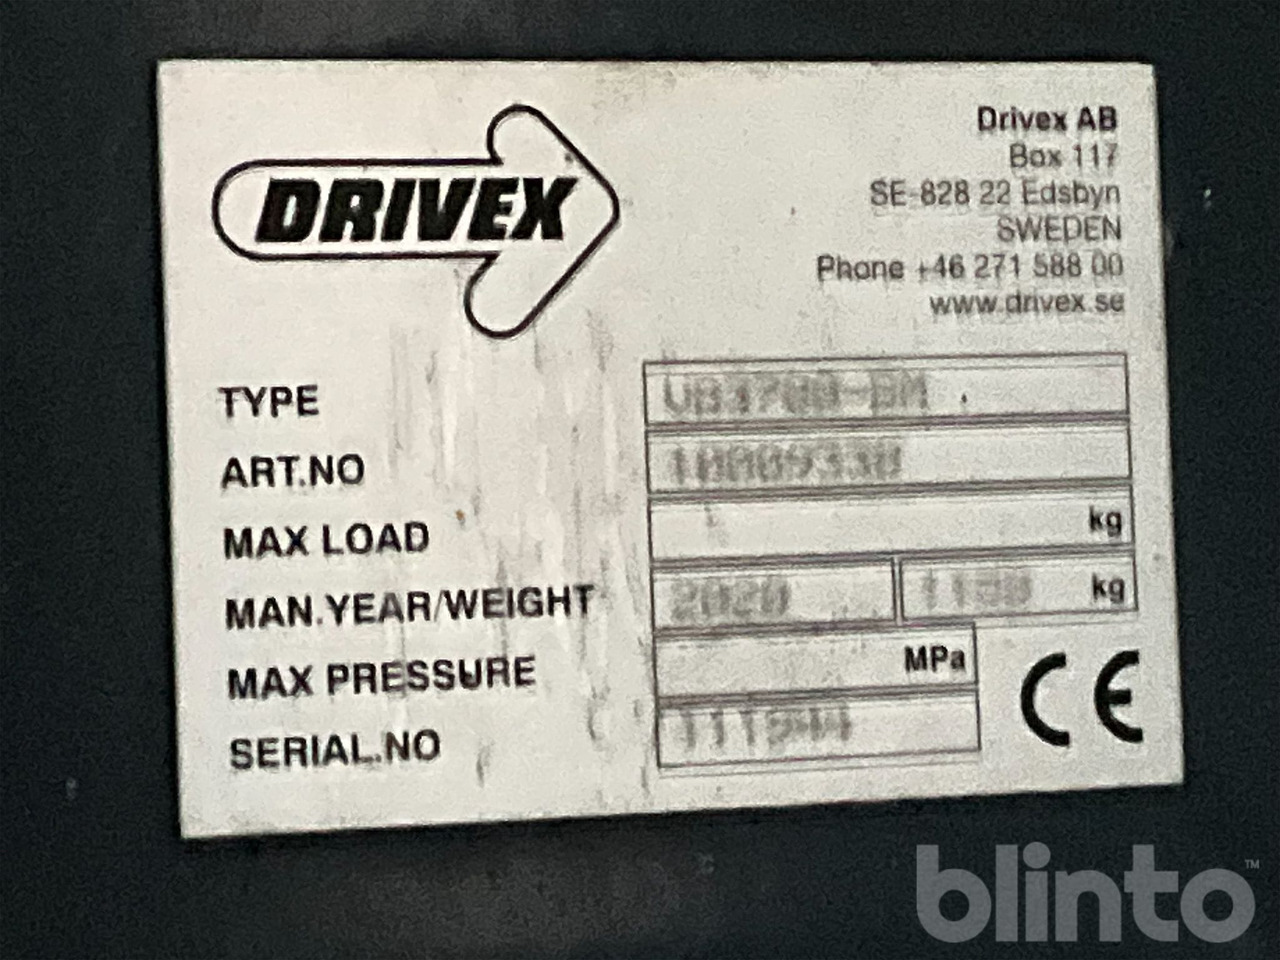 DRIVEX
Drivex AB
Box 117
SE-828 22 Edsbyn
SWEDEN
Phone +46 271 588 00
www.drivex.se
TYPE
ART.NO
MAX LOAD kg
MAN.YEAR/WEIGHT 2020 kg
MAX PRESSURE MPa
SERIAL.NO
CE
blinto™